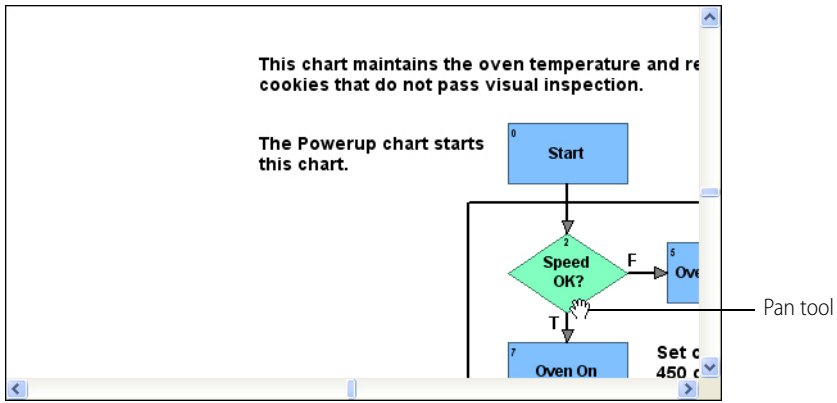 This chart maintains the oven temperature and re
cookies that do not pass visual inspection.
The Powerup chart starts
this chart.
0
Start
2
Speed
OK?
F
5
Ove
T
Pan tool
7
Oven On
Set c
450 c